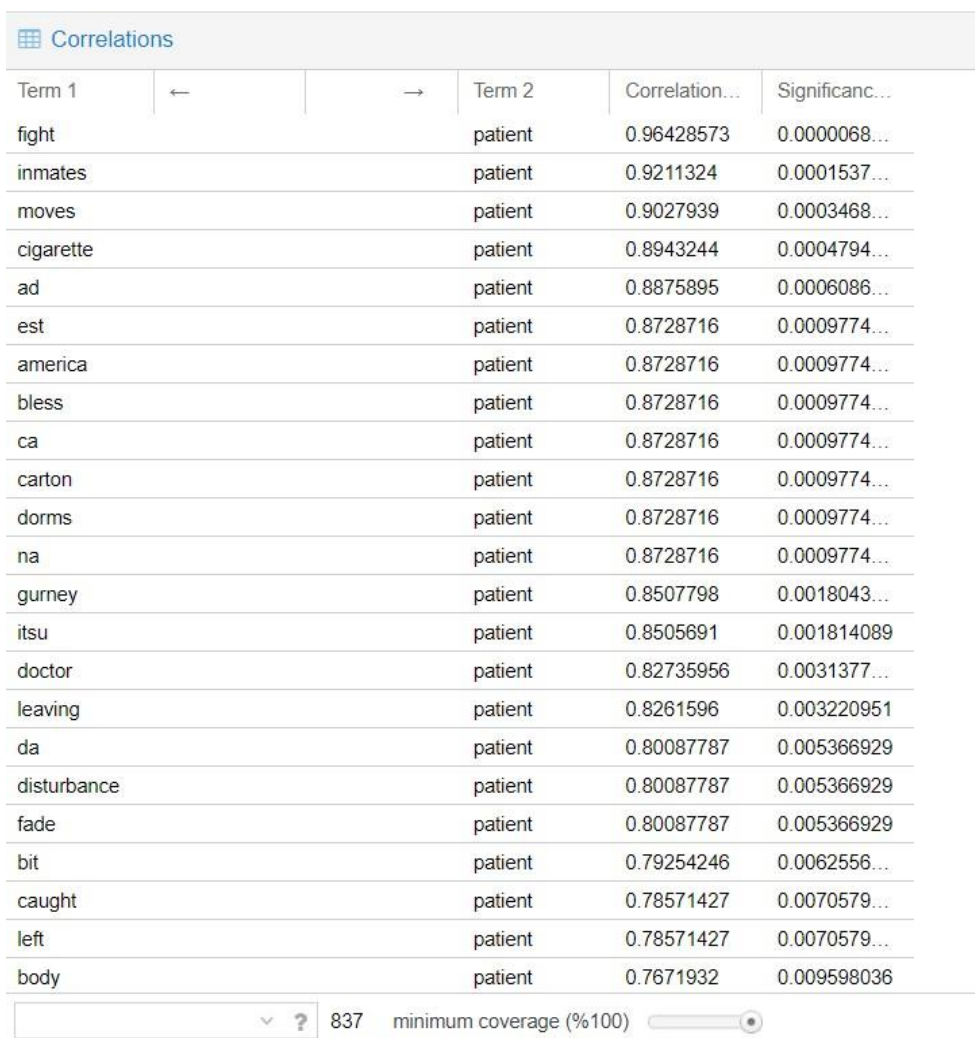 Correlations
Term 1 ← → Term 2 Correlation... Significanc...
fight patient 0.96428573 0.0000068...
inmates patient 0.9211324 0.0001537...
moves patient 0.9027939 0.0003468...
cigarette patient 0.8943244 0.0004794...
ad patient 0.8875895 0.0006086...
est patient 0.8728716 0.0009774...
america patient 0.8728716 0.0009774...
bless patient 0.8728716 0.0009774...
ca patient 0.8728716 0.0009774...
carton patient 0.8728716 0.0009774...
dorms patient 0.8728716 0.0009774...
na patient 0.8728716 0.0009774...
gurney patient 0.8507798 0.0018043...
itsu patient 0.8505691 0.001814089
doctor patient 0.82735956 0.0031377...
leaving patient 0.8261596 0.003220951
da patient 0.80087787 0.005366929
disturbance patient 0.80087787 0.005366929
fade patient 0.80087787 0.005366929
bit patient 0.79254246 0.0062556...
caught patient 0.78571427 0.0070579...
left patient 0.78571427 0.0070579...
body patient 0.7671932 0.009598036
? 837 minimum coverage (%100)